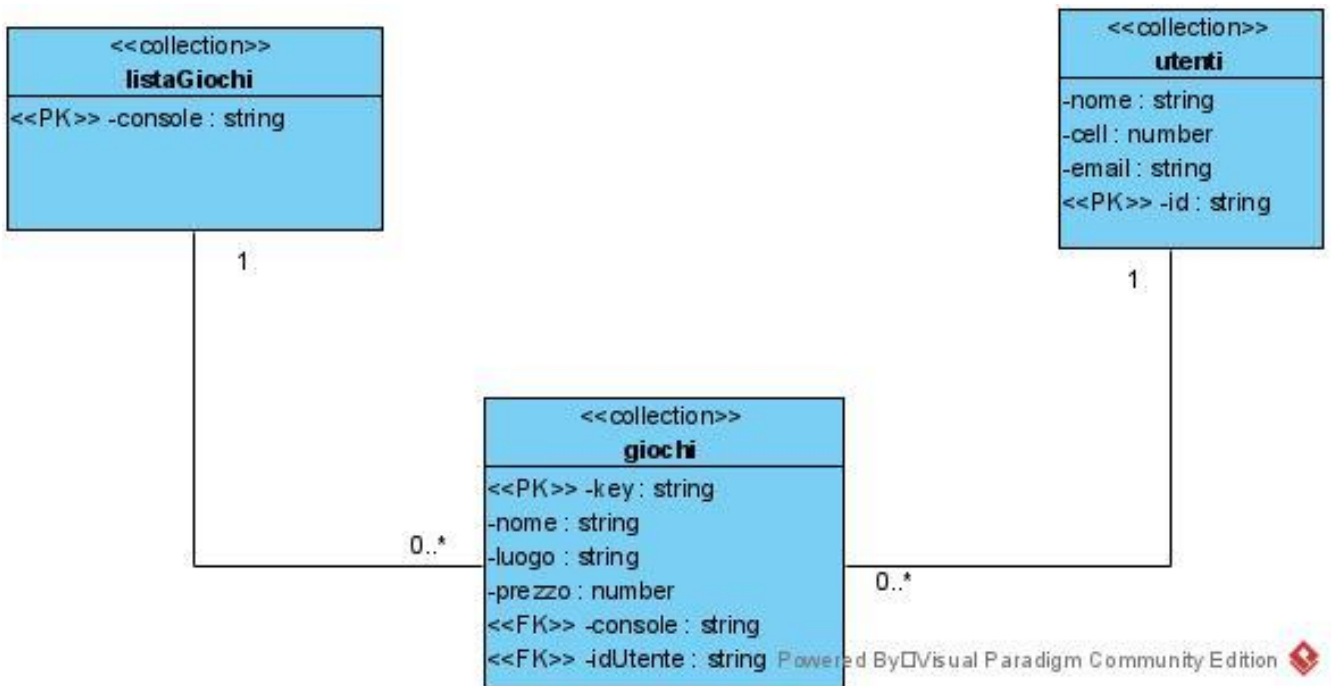 <<collection>>
listaGiochi
<<PK>> -console : string
1
<<collection>>
utenti
-nome : string
-cell : number
-email : string
<<PK>> -id : string
1
<<collection>>
giochi
<<PK>> -key : string
-nome : string
-luogo : string
-prezzo : number
<<FK>> -console : string
<<FK>> -idUtente : string
0..*
0..*
Powered By□Visual Paradigm Community Edition